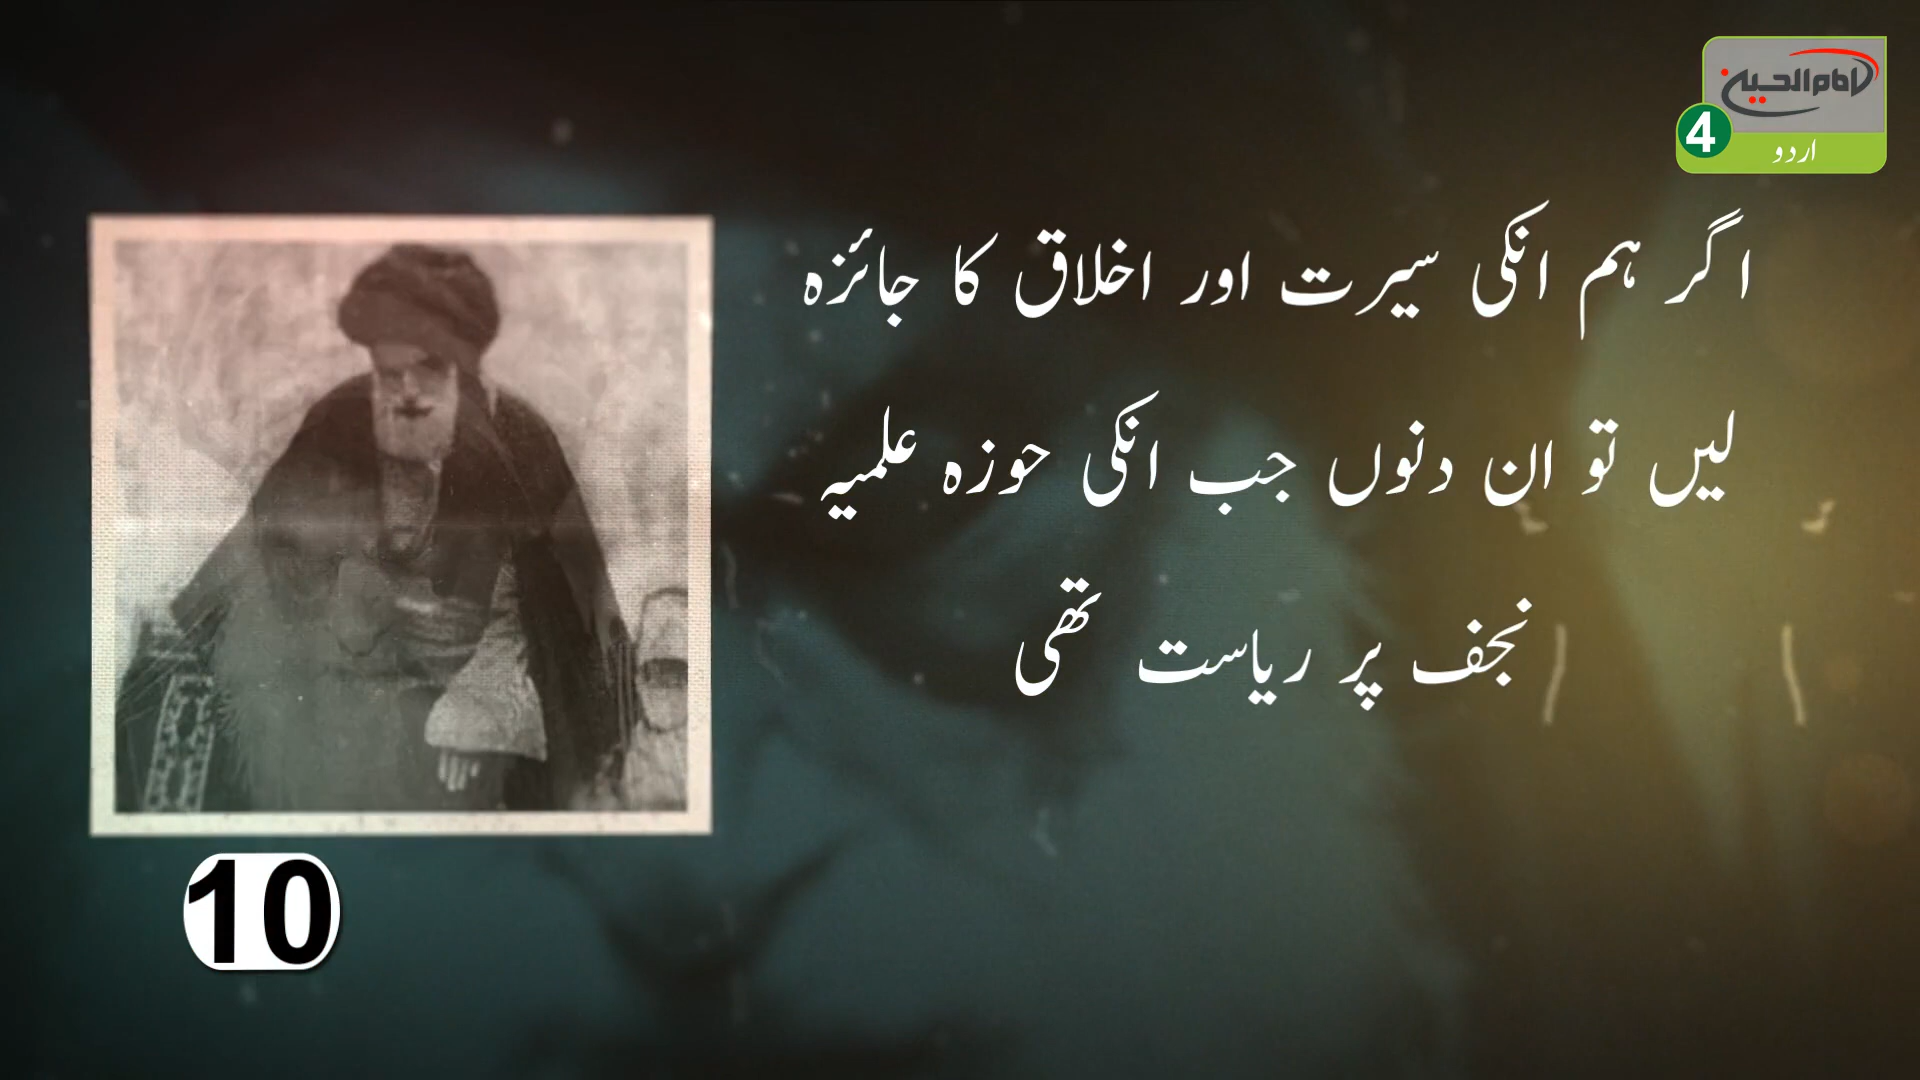 امام الحسین
4
اردو
اگر ہم انکی سیرت اور اخلاق کا جائزہ
لیں تو ان دنوں جب انکی حوزہ علمیہ
نجف پر ریاست تھی
10